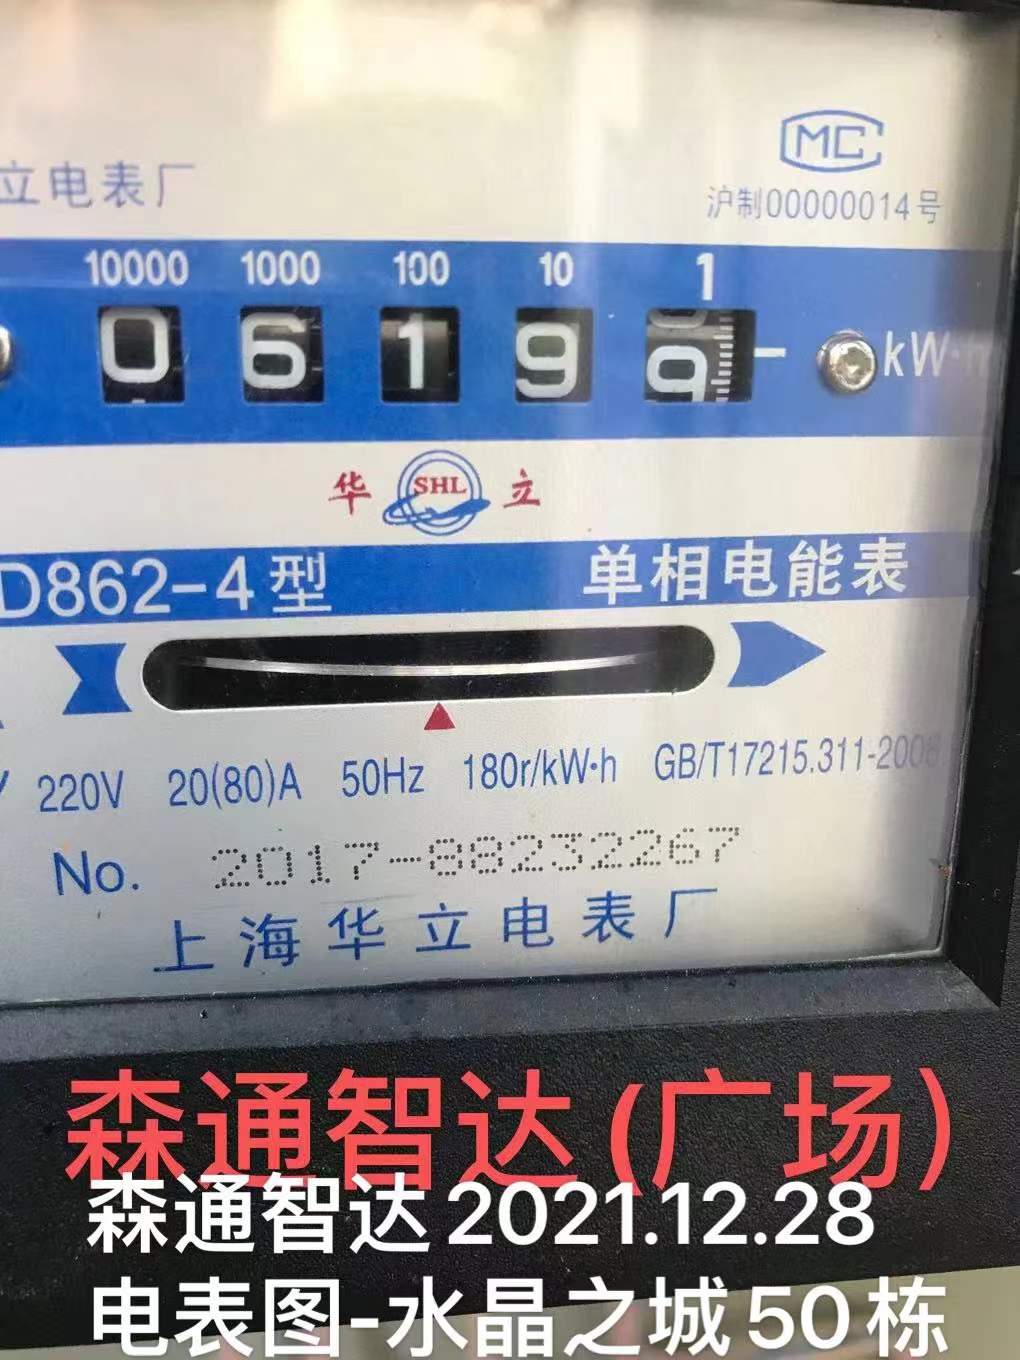 MC
立电表厂
沪制00000014号
10000 1000 100 10 1
0 6 1 9 9
kW·h
华 SHL 立
D862-4型 单相电能表
220V 20(80)A 50Hz 180r/kW·h GB/T17215.311-2008
No. 2017-88232267
上海华立电表厂
森通智达(广场)
森通智达2021.12.28
电表图-水晶之城50栋